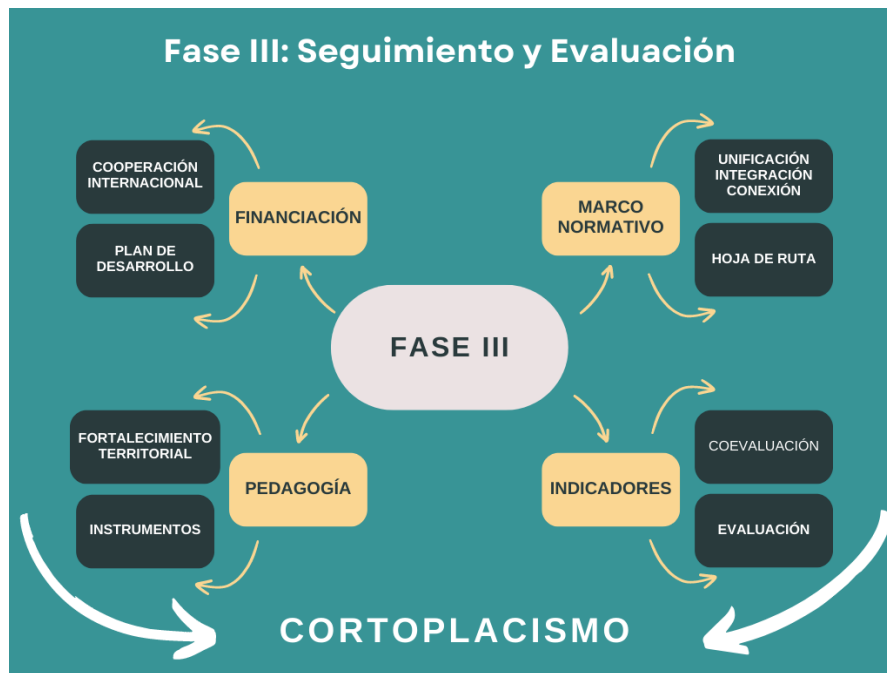 Fase III: Seguimiento y Evaluación
COOPERACIÓN
INTERNACIONAL
PLAN DE
DESARROLLO
FINANCIACIÓN
MARCO
NORMATIVO
UNIFICACIÓN
INTEGRACIÓN
CONEXIÓN
HOJA DE RUTA
FASE III
FORTALECIMIENTO
TERRITORIAL
INSTRUMENTOS
PEDAGOGÍA
INDICADORES
COEVALUACIÓN
EVALUACIÓN
CORTOPLACISMO